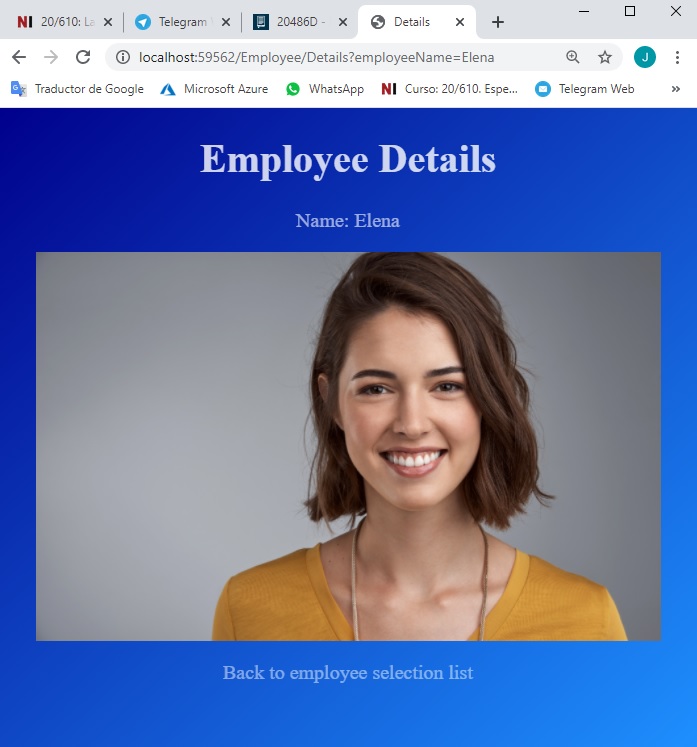 20/610: La
Telegram
20486D -
Details
localhost:59562/Employee/Details?employeeName=Elena
J
Traductor de Google
Microsoft Azure
WhatsApp
NI Curso: 20/610. Espe...
Telegram Web
»
Employee Details
Name: Elena
Back to employee selection list